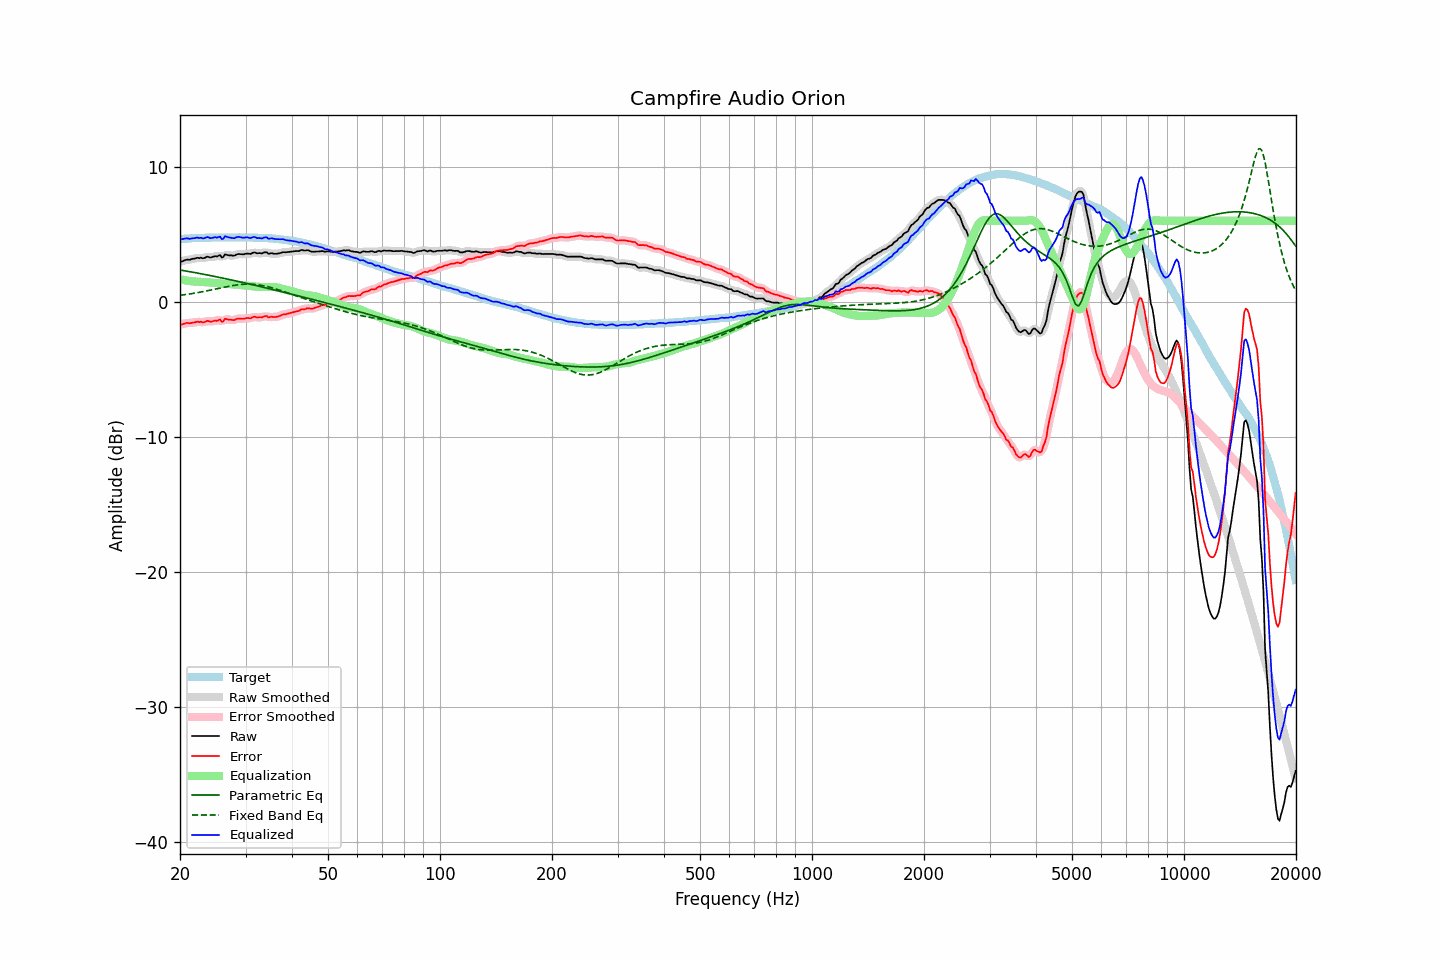 Campfire Audio Orion
10
0
−10
−20
−30
−40
Amplitude (dBr)
Target
Raw Smoothed
Error Smoothed
Raw
Error
Equalization
Parametric Eq
Fixed Band Eq
Equalized
20 50 100 200 500 1000 2000 5000 10000 20000
Frequency (Hz)